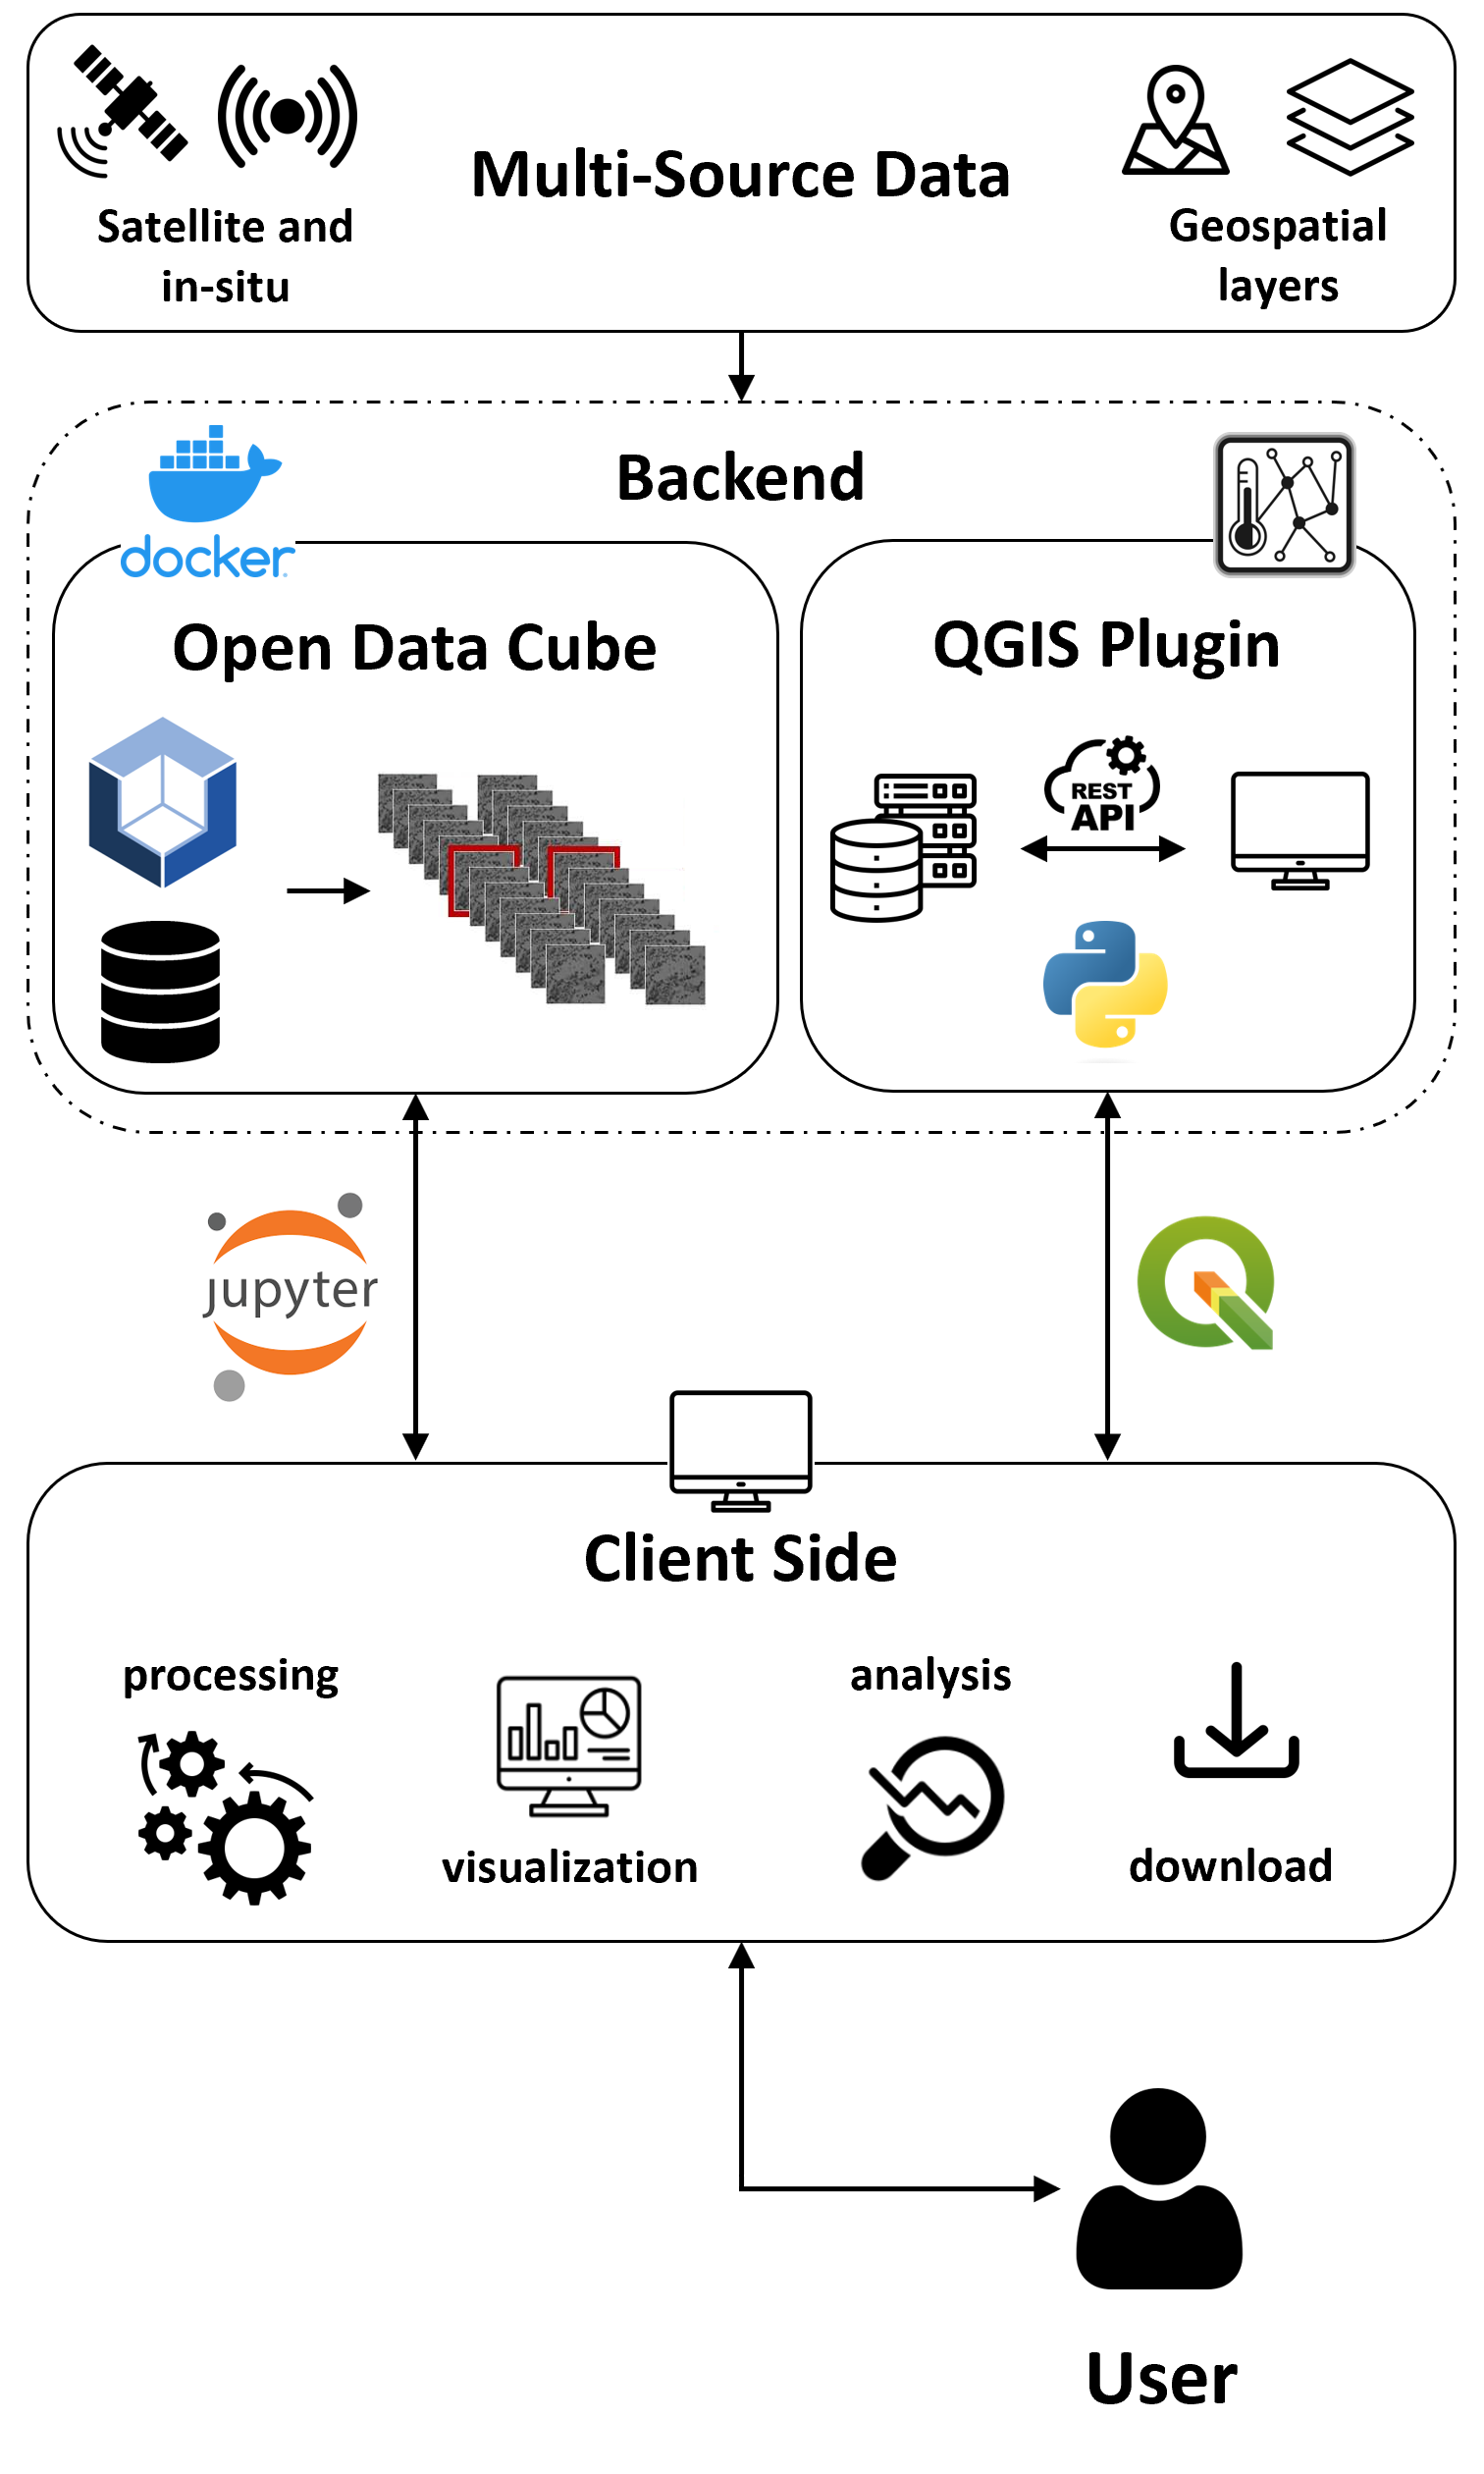 Multi-Source Data
Satellite and
in-situ
Geospatial
layers
Backend
docker
Open Data Cube
QGIS Plugin
REST
API
jupyter
Client Side
processing
visualization
analysis
download
User